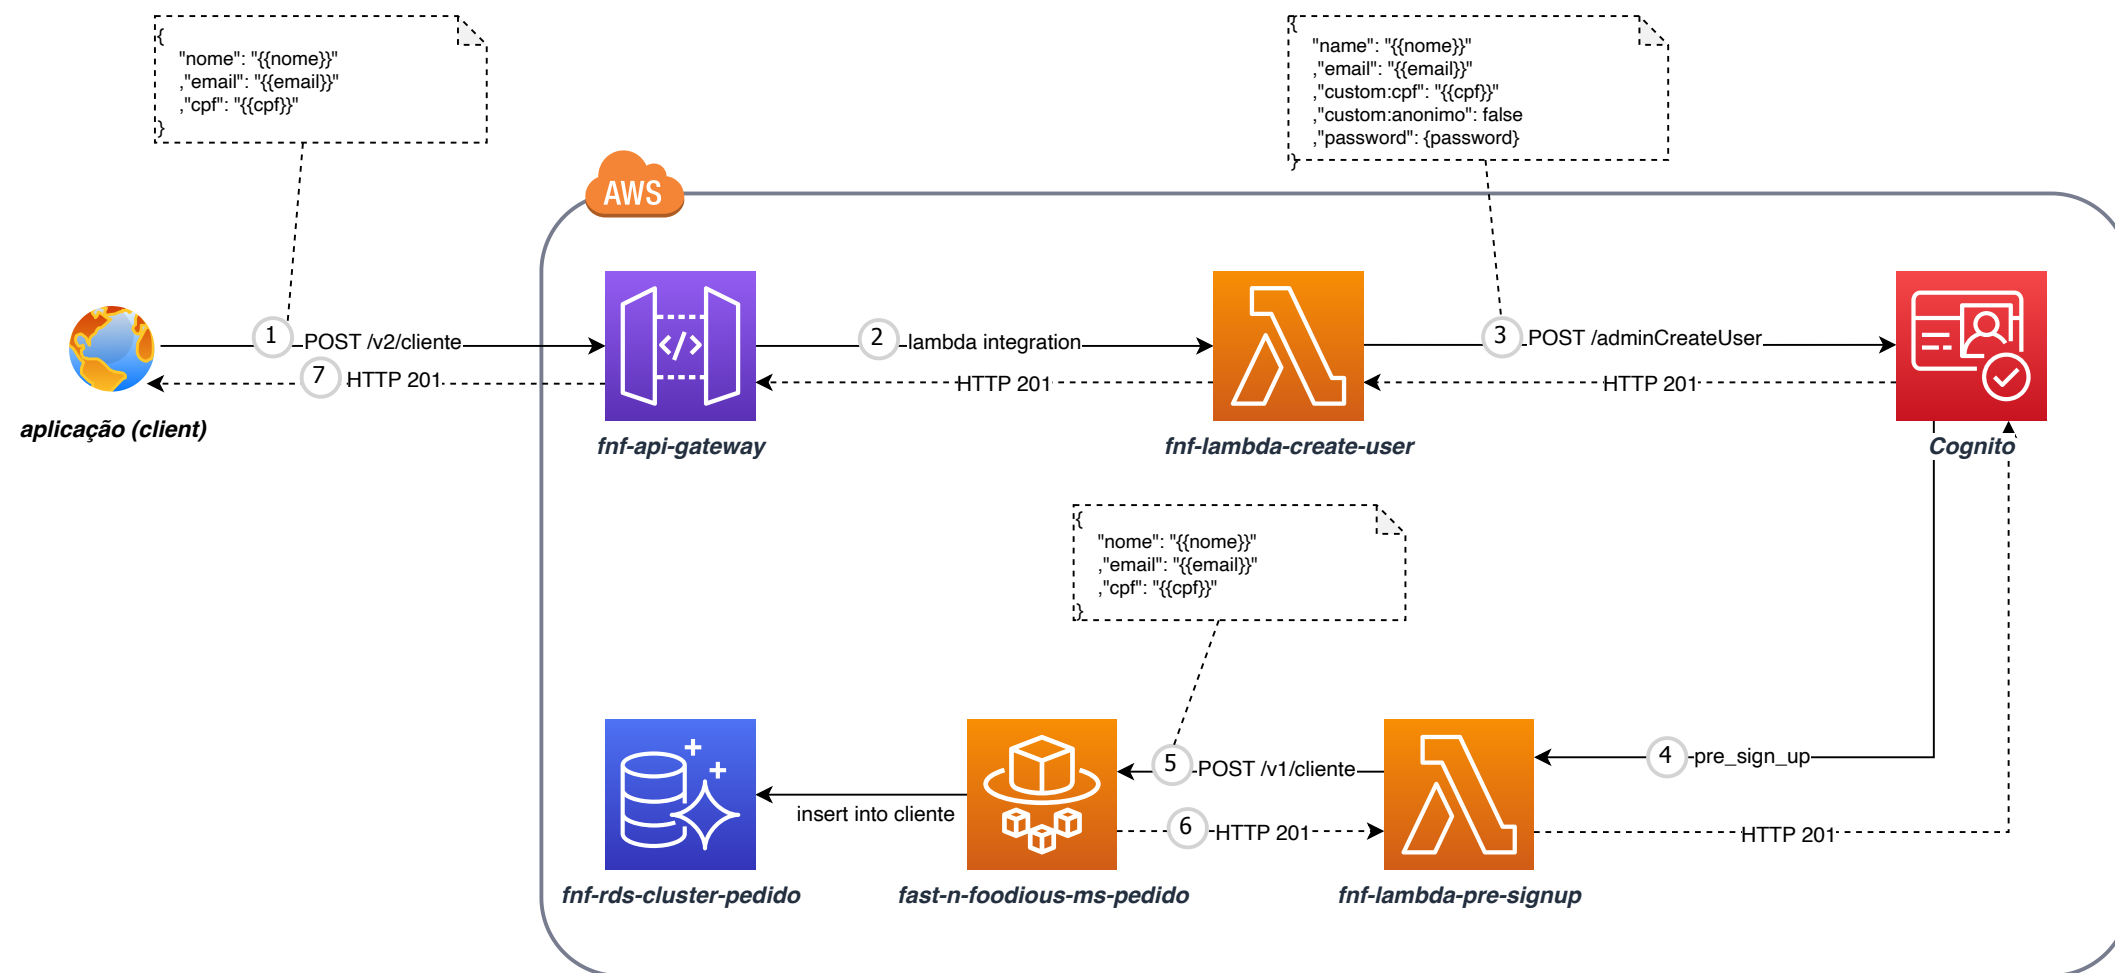 {
"nome": "{{nome}}"
,"email": "{{email}}"
,"cpf": "{{cpf}}"
}
{
"name": "{{nome}}"
,"email": "{{email}}"
,"custom:cpf": "{{cpf}}"
,"custom:anonimo": false
,"password": {password}
}
AWS
1 POST /v2/cliente
2 lambda integration
3 POST /adminCreateUser
7 HTTP 201
HTTP 201
HTTP 201
aplicação (client)
fnf-api-gateway
fnf-lambda-create-user
Cognito
{
"nome": "{{nome}}"
,"email": "{{email}}"
,"cpf": "{{cpf}}"
}
4 pre_sign_up
5 POST /v1/cliente
insert into cliente
6 HTTP 201
HTTP 201
fnf-rds-cluster-pedido
fast-n-foodious-ms-pedido
fnf-lambda-pre-signup